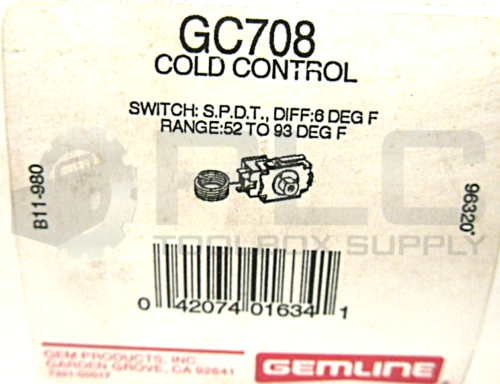 GC708
COLD CONTROL
SWITCH: S.P.D.T., DIFF:6 DEG F
RANGE:52 TO 93 DEG F
B11-980
96320
PLC
TOOLBOX SUPPLY
0 42074 01634 1
GEM PRODUCTS, INC.
GARDEN GROVE, CA 92641
GEMLINE